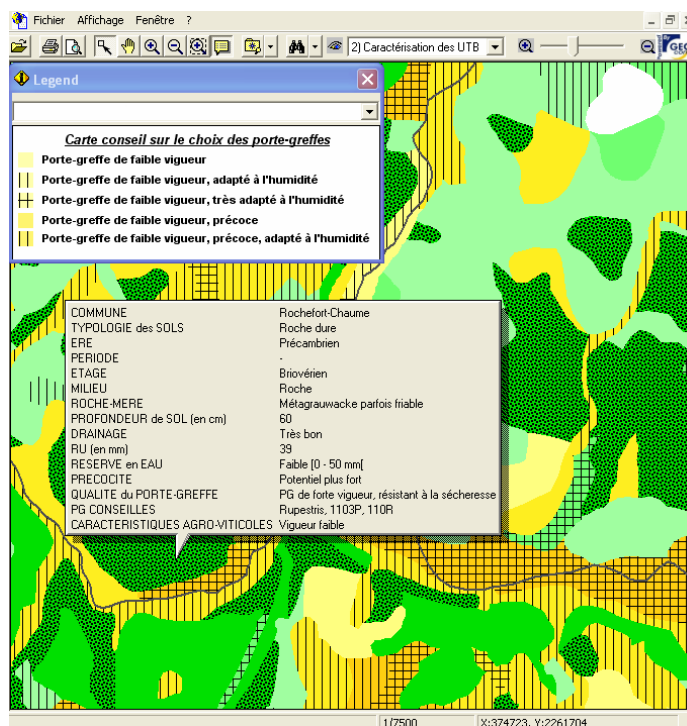 Fichier Affichage Fenêtre ?
2) Caractérisation des UTB
GEO
Legend
Carte conseil sur le choix des porte-greffes
Porte-greffe de faible vigueur
Porte-greffe de faible vigueur, adapté à l'humidité
Porte-greffe de faible vigueur, très adapté à l'humidité
Porte-greffe de faible vigueur, précoce
Porte-greffe de faible vigueur, précoce, adapté à l'humidité
COMMUNE Rochefort-Chaume
TYPOLOGIE des SOLS Roche dure
ERE Précambrien
PERIODE -
ETAGE Briovérien
MILIEU Roche
ROCHE-MERE Métagrauwacke parfois friable
PROFONDEUR de SOL (en cm) 60
DRAINAGE Très bon
RU (en mm) 39
RESERVE en EAU Faible [0 - 50 mm[
PRECOCITE Potentiel plus fort
QUALITE du PORTE-GREFFE PG de forte vigueur, résistant à la sécheresse
PG CONSEILLES Rupestris, 1103P, 110R
CARACTERISTIQUES AGRO-VITICOLES Vigueur faible
1/7500 X:374723, Y:2261704